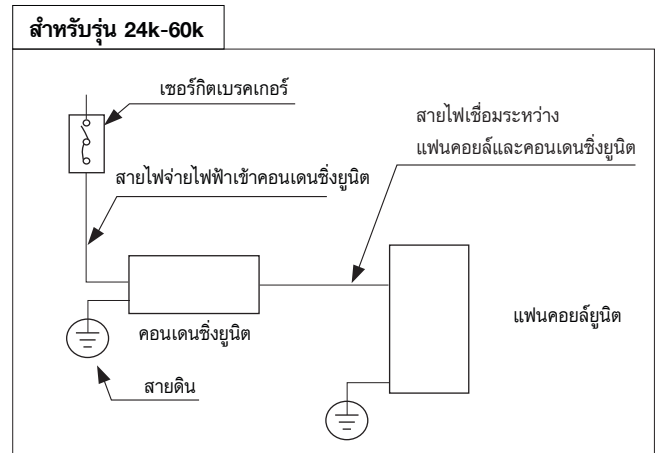 สำหรับรุ่น 24k-60k
เซอร์กิตเบรคเกอร์
สายไฟเชื่อมระหว่าง
แฟนคอยล์และคอนเดนซิ่งยูนิต
สายไฟจ่ายไฟฟ้าเข้าคอนเดนซิ่งยูนิต
แฟนคอยล์ยูนิต
คอนเดนซิ่งยูนิต
สายดิน